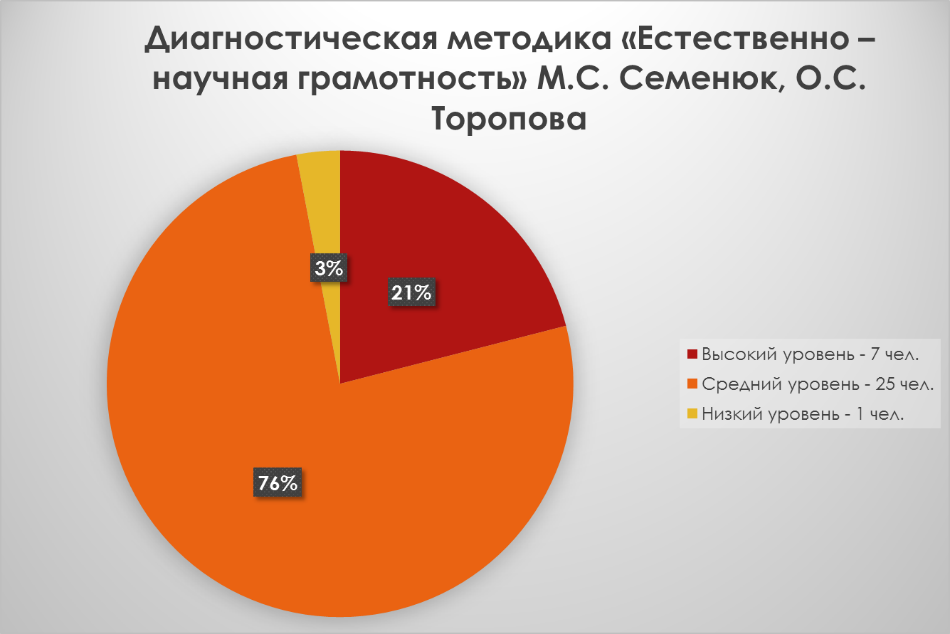 Диагностическая методика «Естественно –
научная грамотность» М.С. Семенюк, О.С.
Торопова
3%
21%
Высокий уровень - 7 чел.
Средний уровень - 25 чел.
Низкий уровень - 1 чел.
76%